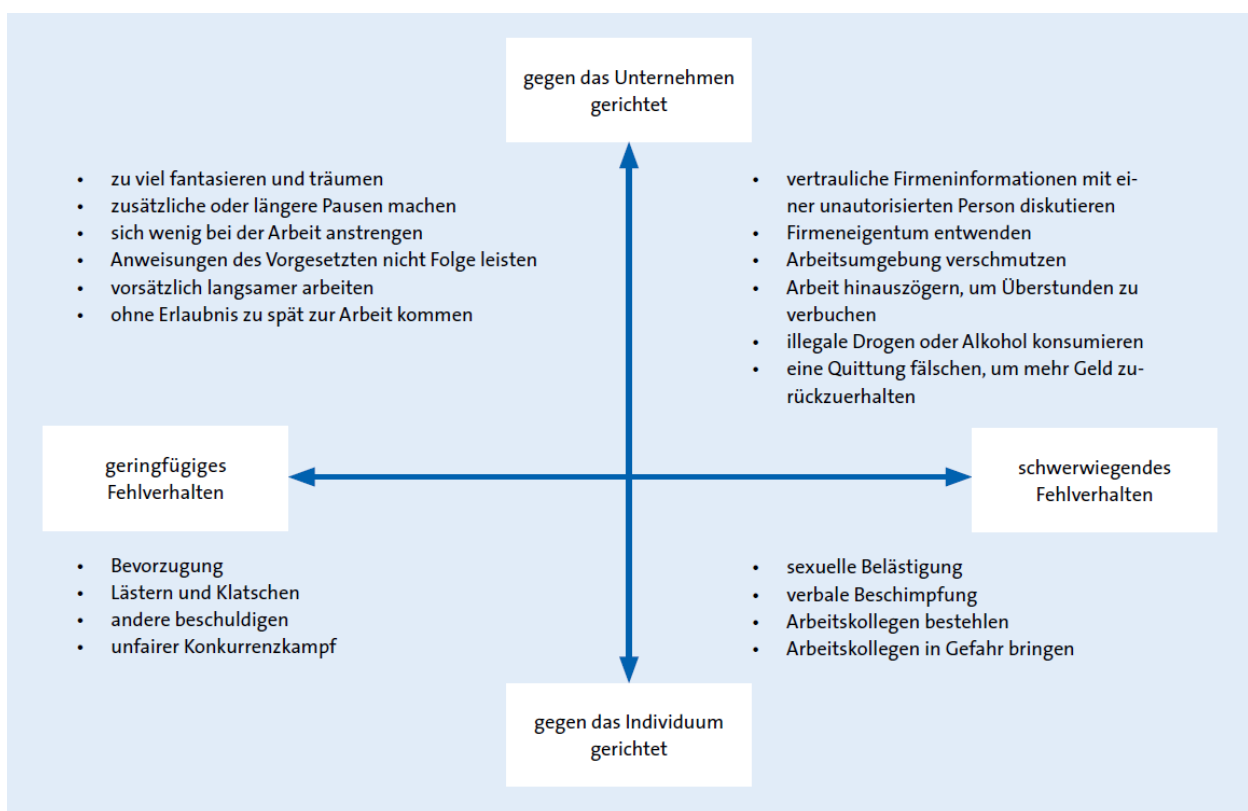 gegen das Unternehmen
gerichtet
• zu viel fantasieren und träumen
• zusätzliche oder längere Pausen machen
• sich wenig bei der Arbeit anstrengen
• Anweisungen des Vorgesetzten nicht Folge leisten
• vorsätzlich langsamer arbeiten
• ohne Erlaubnis zu spät zur Arbeit kommen
• vertrauliche Firmeninformationen mit ei-
ner unautorisierten Person diskutieren
• Firmeneigentum entwenden
• Arbeitsumgebung verschmutzen
• Arbeit hinauszögern, um Überstunden zu
verbuchen
• illegale Drogen oder Alkohol konsumieren
• eine Quittung fälschen, um mehr Geld zu-
rückzuerhalten
geringfügiges
Fehlverhalten
schwerwiegendes
Fehlverhalten
• Bevorzugung
• Lästern und Klatschen
• andere beschuldigen
• unfairer Konkurrenzkampf
• sexuelle Belästigung
• verbale Beschimpfung
• Arbeitskollegen bestehlen
• Arbeitskollegen in Gefahr bringen
gegen das Individuum
gerichtet